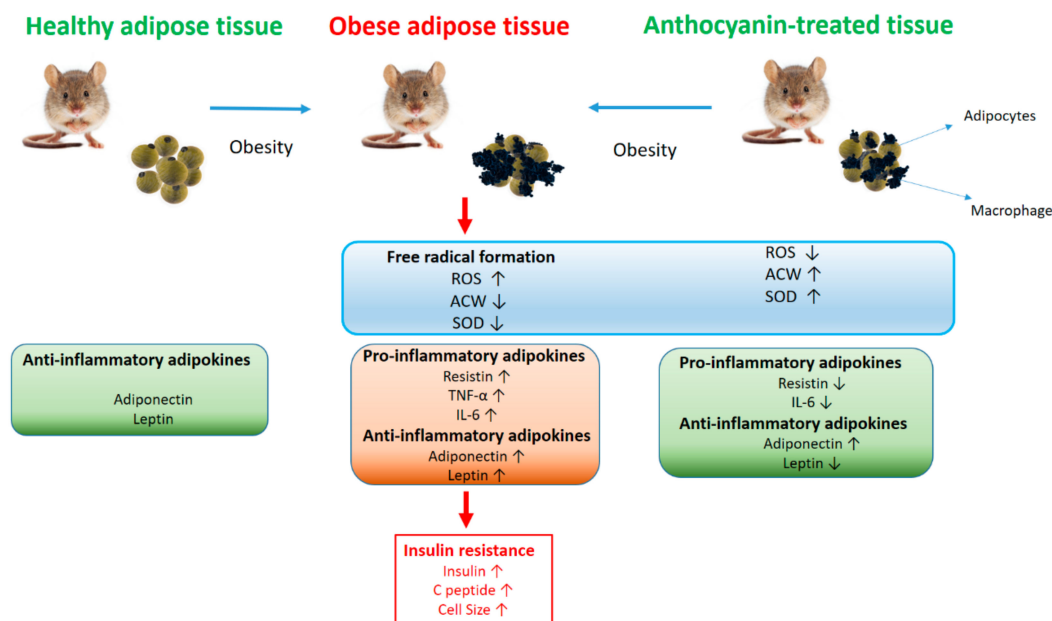 Healthy adipose tissue
Obese adipose tissue
Anthocyanin-treated tissue
Obesity
Obesity
Adipocytes
Macrophage
Free radical formation
ROS ↑
ACW ↓
SOD ↓
ROS ↓
ACW ↑
SOD ↑
Anti-inflammatory adipokines
Adiponectin
Leptin
Pro-inflammatory adipokines
Resistin ↑
TNF-α ↑
IL-6 ↑
Anti-inflammatory adipokines
Adiponectin ↑
Leptin ↑
Pro-inflammatory adipokines
Resistin ↓
IL-6 ↓
Anti-inflammatory adipokines
Adiponectin ↑
Leptin ↓
Insulin resistance
Insulin ↑
C peptide ↑
Cell Size ↑